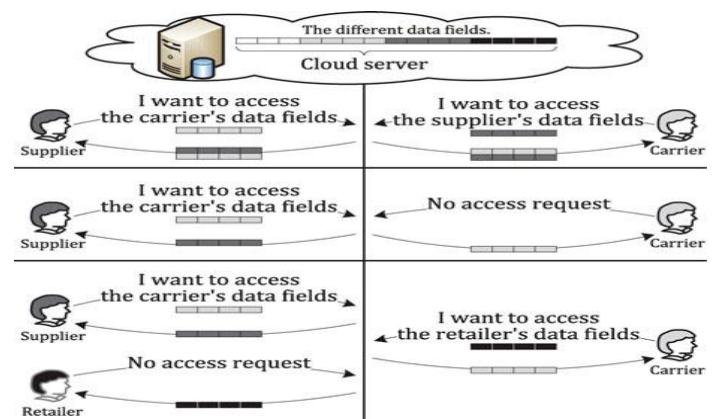 The different data fields.
Cloud server
I want to access
the carrier's data fields
Supplier
I want to access
the supplier's data fields
Carrier
I want to access
the carrier's data fields
Supplier
No access request
Carrier
I want to access
the carrier's data fields
Supplier
I want to access
the retailer's data fields
Carrier
No access request
Retailer